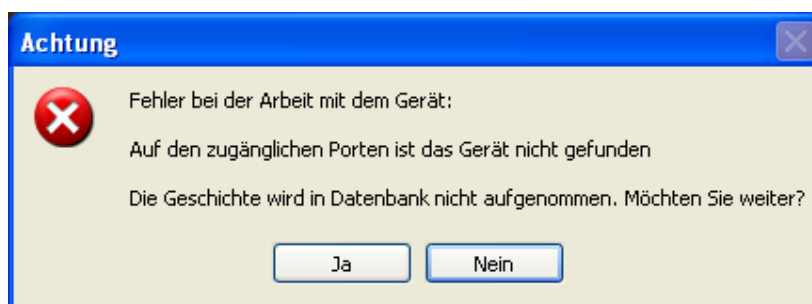 Achtung
Fehler bei der Arbeit mit dem Gerät:
Auf den zugänglichen Porten ist das Gerät nicht gefunden
Die Geschichte wird in Datenbank nicht aufgenommen. Möchten Sie weiter?
Ja
Nein